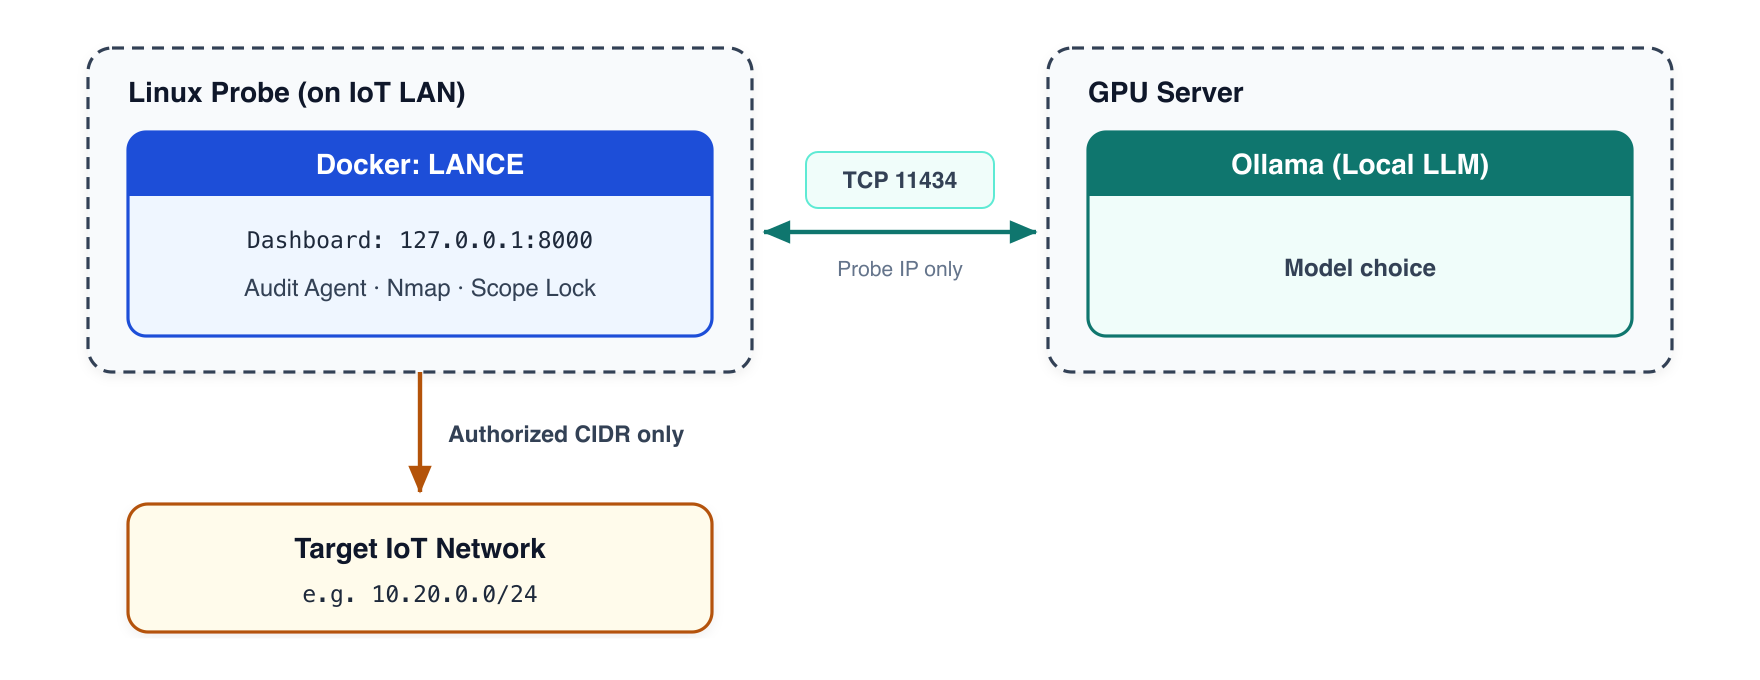 Linux Probe (on IoT LAN)
Docker: LANCE
Dashboard: 127.0.0.1:8000
Audit Agent · Nmap · Scope Lock
TCP 11434
Probe IP only
GPU Server
Ollama (Local LLM)
Model choice
Authorized CIDR only
Target IoT Network
e.g. 10.20.0.0/24